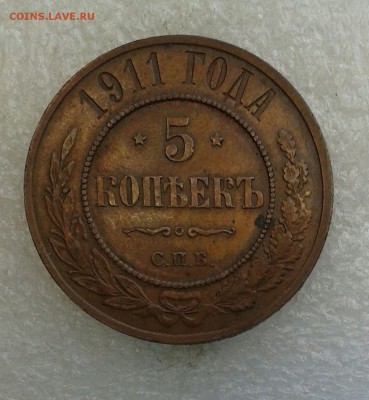 COINS.LAVE.RU
1911 ГОДА
5
КОПѢЕКЪ
С.П.Б.